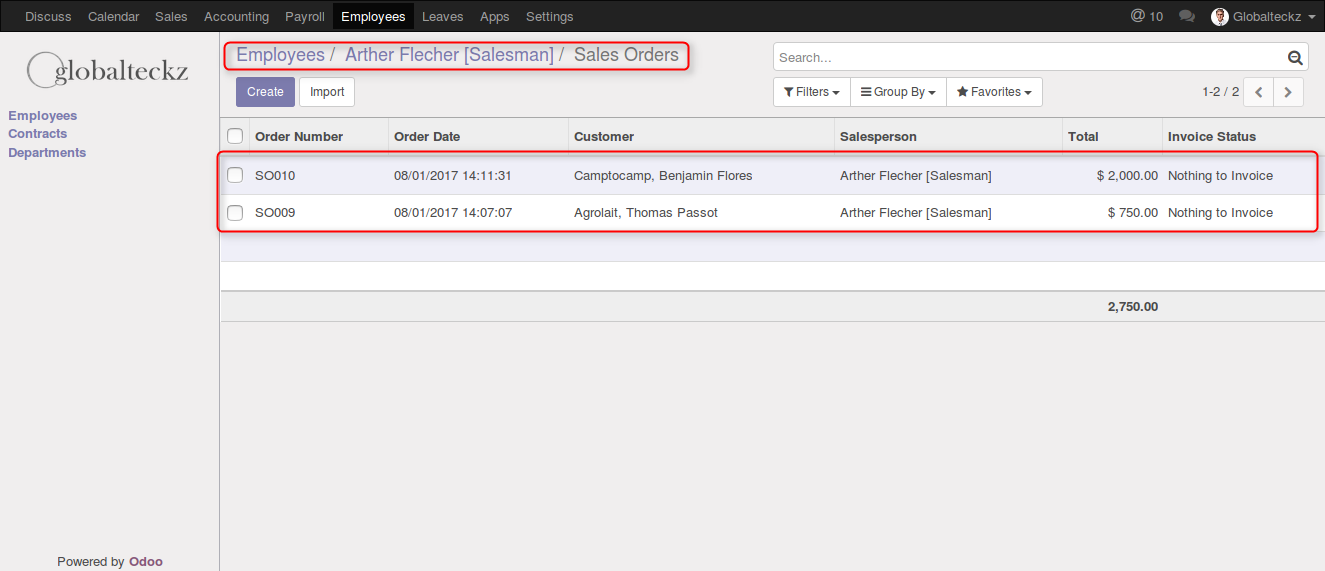 Discuss Calendar Sales Accounting Payroll Employees Leaves Apps Settings @ 10 Globalteckz
globalteckz
Employees / Arther Flecher [Salesman] / Sales Orders
Search...
Create Import
Filters Group By Favorites 1-2 / 2
Employees
Contracts
Departments
Order Number Order Date Customer Salesperson Total Invoice Status
SO010 08/01/2017 14:11:31 Camptocamp, Benjamin Flores Arther Flecher [Salesman] $ 2,000.00 Nothing to Invoice
SO009 08/01/2017 14:07:07 Agrolait, Thomas Passot Arther Flecher [Salesman] $ 750.00 Nothing to Invoice
2,750.00
Powered by Odoo